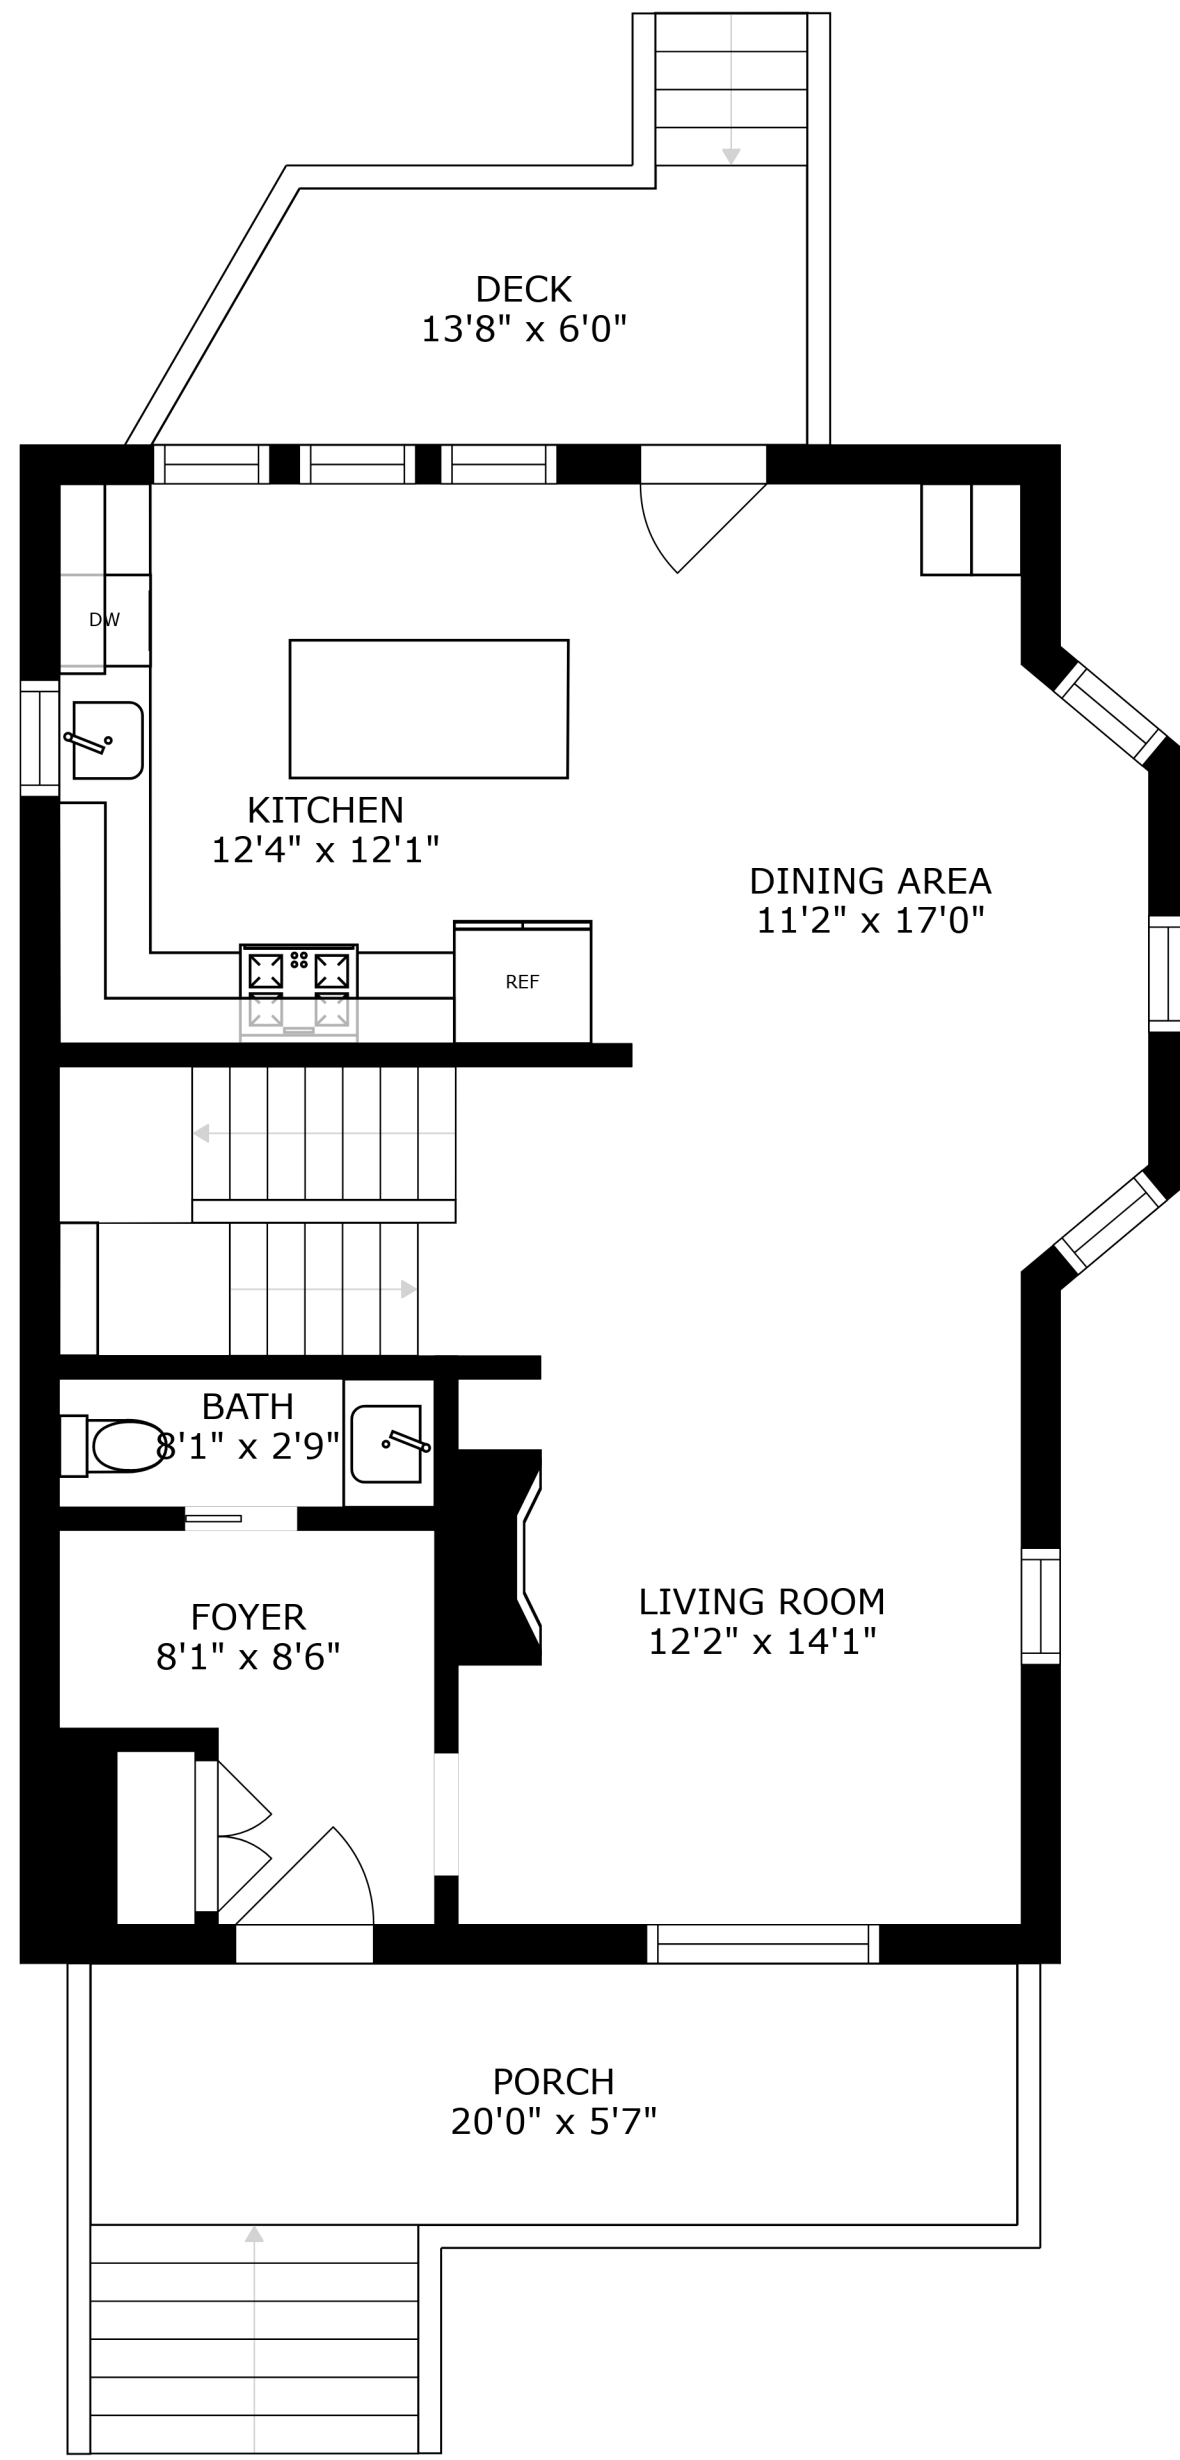 DECK
13'8" x 6'0"
DW
KITCHEN
12'4" x 12'1"
DINING AREA
11'2" x 17'0"
REF
BATH
8'1" x 2'9"
FOYER
8'1" x 8'6"
LIVING ROOM
12'2" x 14'1"
PORCH
20'0" x 5'7"